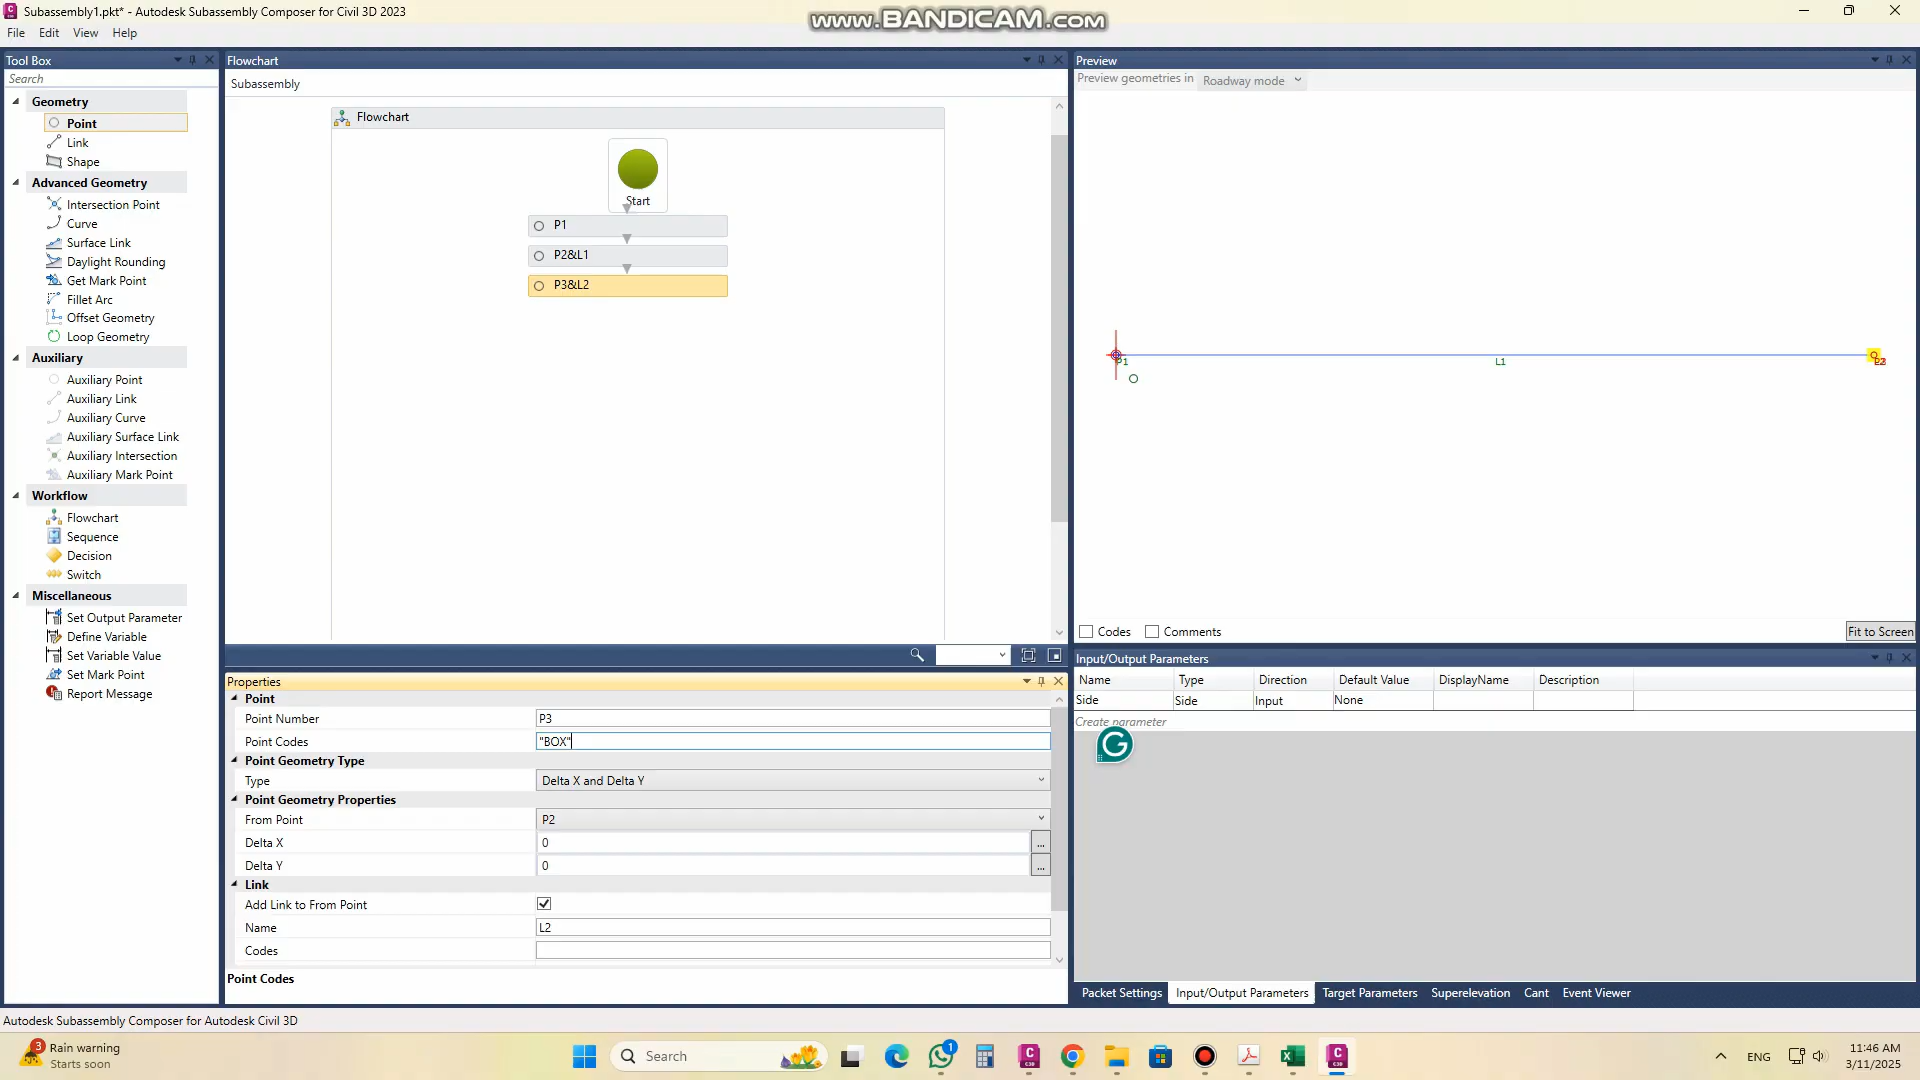 Subassembly1.pkt* - Autodesk Subassembly Composer for Civil 3D 2023
www.BANDICAM.com
File Edit View Help
Tool Box
Search
Geometry
Point
Link
Shape
Advanced Geometry
Intersection Point
Curve
Surface Link
Daylight Rounding
Get Mark Point
Fillet Arc
Offset Geometry
Loop Geometry
Auxiliary
Auxiliary Point
Auxiliary Link
Auxiliary Curve
Auxiliary Surface Link
Auxiliary Intersection
Auxiliary Mark Point
Workflow
Flowchart
Sequence
Decision
Switch
Miscellaneous
Set Output Parameter
Define Variable
Set Variable Value
Set Mark Point
Report Message
Flowchart
Subassembly
Flowchart
Start
P1
P2&L1
P3&L2
Properties
Point
Point Number P3
Point Codes "BOX"
Point Geometry Type
Type Delta X and Delta Y
Point Geometry Properties
From Point P2
Delta X 0 ...
Delta Y 0 ...
Link
Add Link to From Point
Name L2
Codes
Point Codes
Preview
Preview geometries in Roadway mode
P1 L1
Codes Comments Fit to Screen
Input/Output Parameters
Name Type Direction Default Value DisplayName Description
Side Side Input None
Create parameter
G
Packet Settings Input/Output Parameters Target Parameters Superelevation Cant Event Viewer
Autodesk Subassembly Composer for Autodesk Civil 3D
3 Rain warning
Starts soon
Search
1
ENG
11:46 AM
3/11/2025